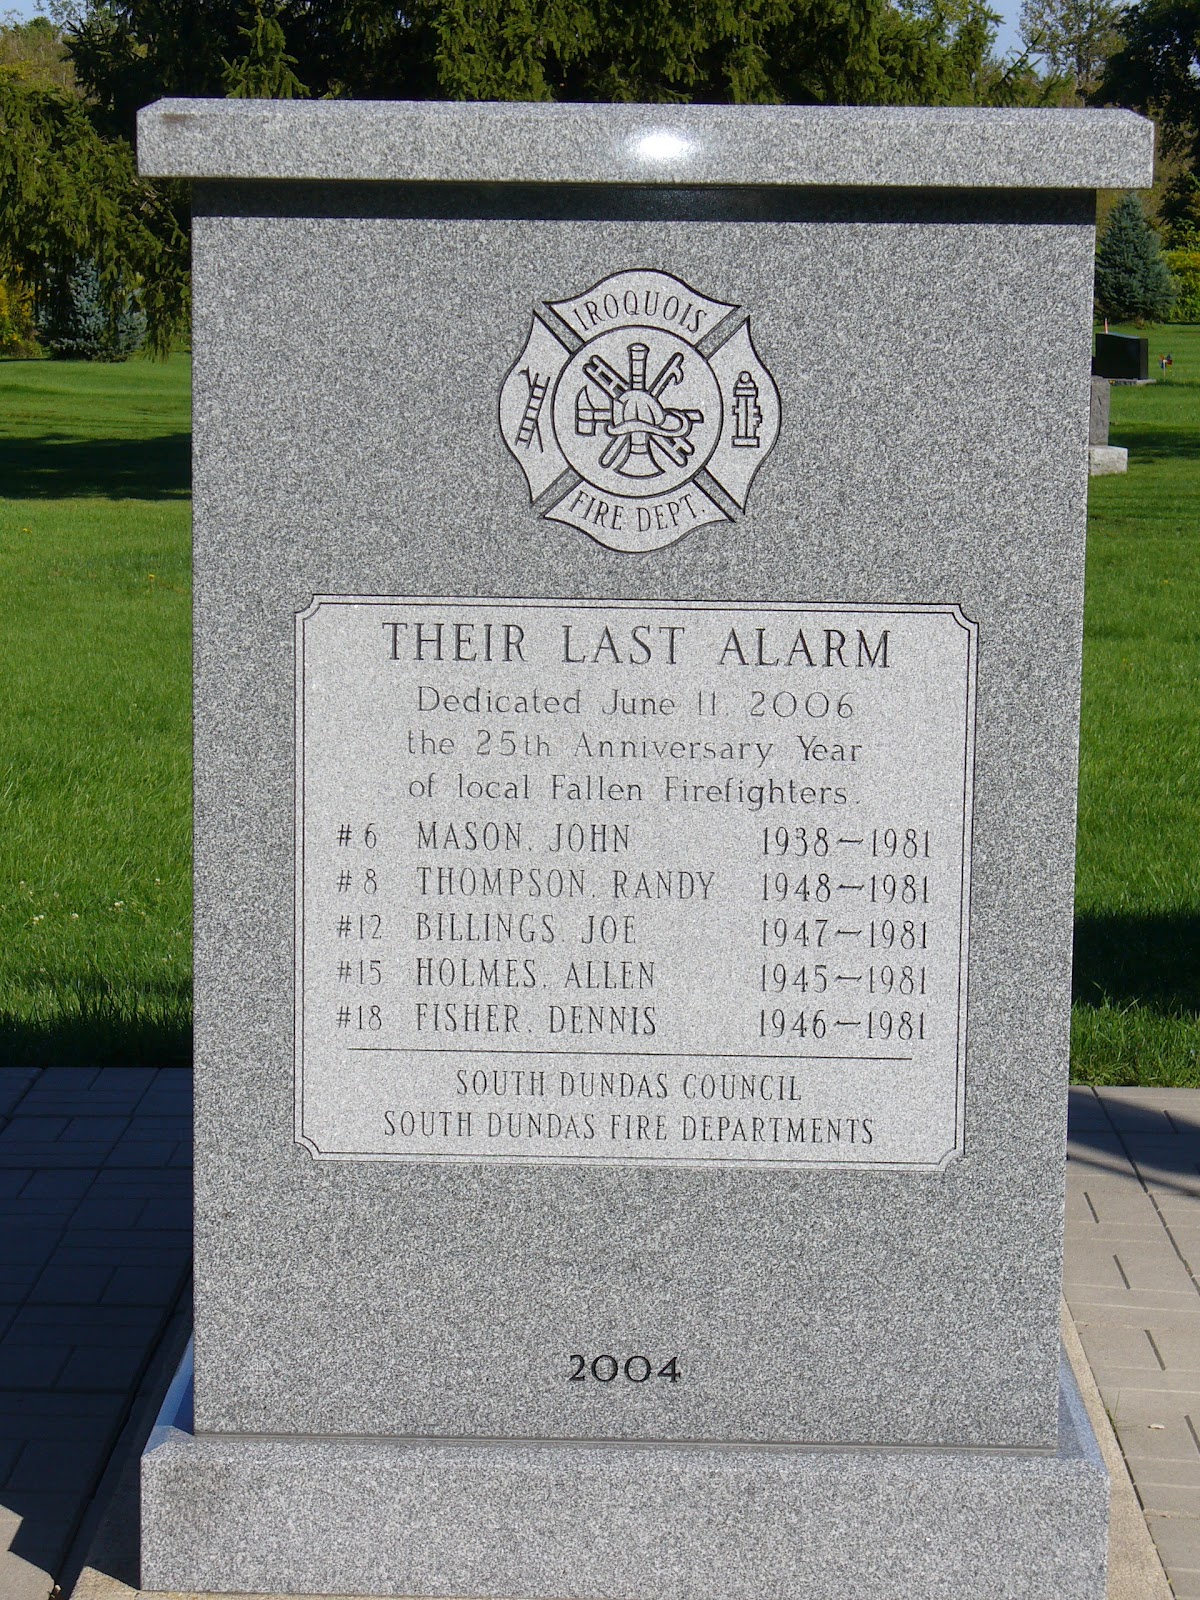 IROQUOIS
FIRE DEPT.
THEIR LAST ALARM
Dedicated June 11, 2006
the 25th Anniversary Year
of local Fallen Firefighters.
#6 MASON, JOHN 1938-1981
#8 THOMPSON, RANDY 1948-1981
#12 BILLINGS, JOE 1947-1981
#15 HOLMES, ALLEN 1945-1981
#18 FISHER, DENNIS 1946-1981
SOUTH DUNDAS COUNCIL
SOUTH DUNDAS FIRE DEPARTMENTS
2004